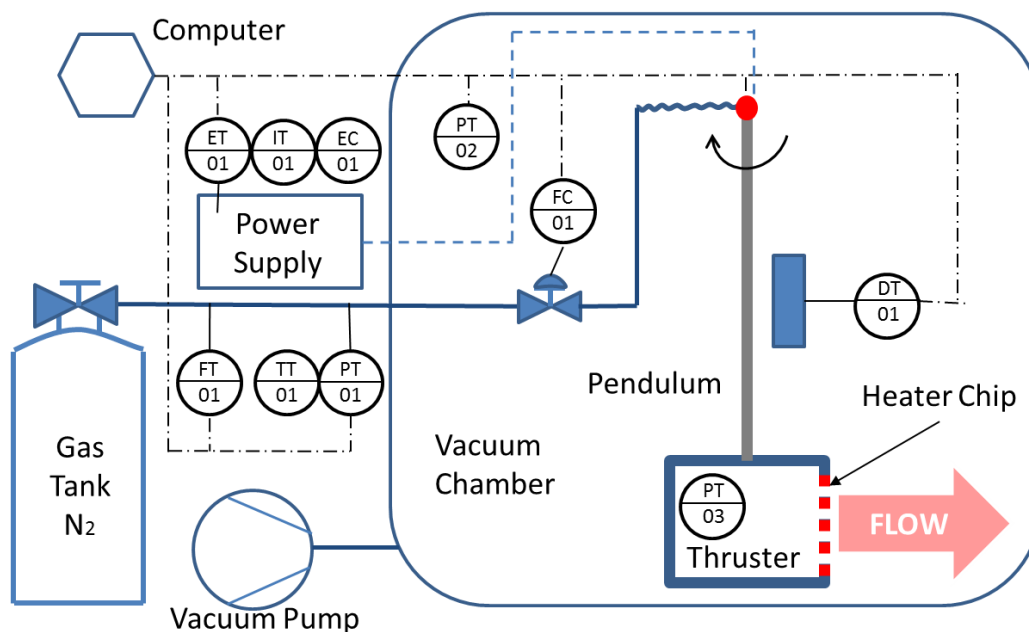 Computer
ET
01
IT
01
EC
01
PT
02
FC
01
Power
Supply
DT
01
FT
01
TT
01
PT
01
Pendulum
Heater Chip
Gas
Tank
N2
Vacuum
Chamber
PT
03
FLOW
Thruster
Vacuum Pump